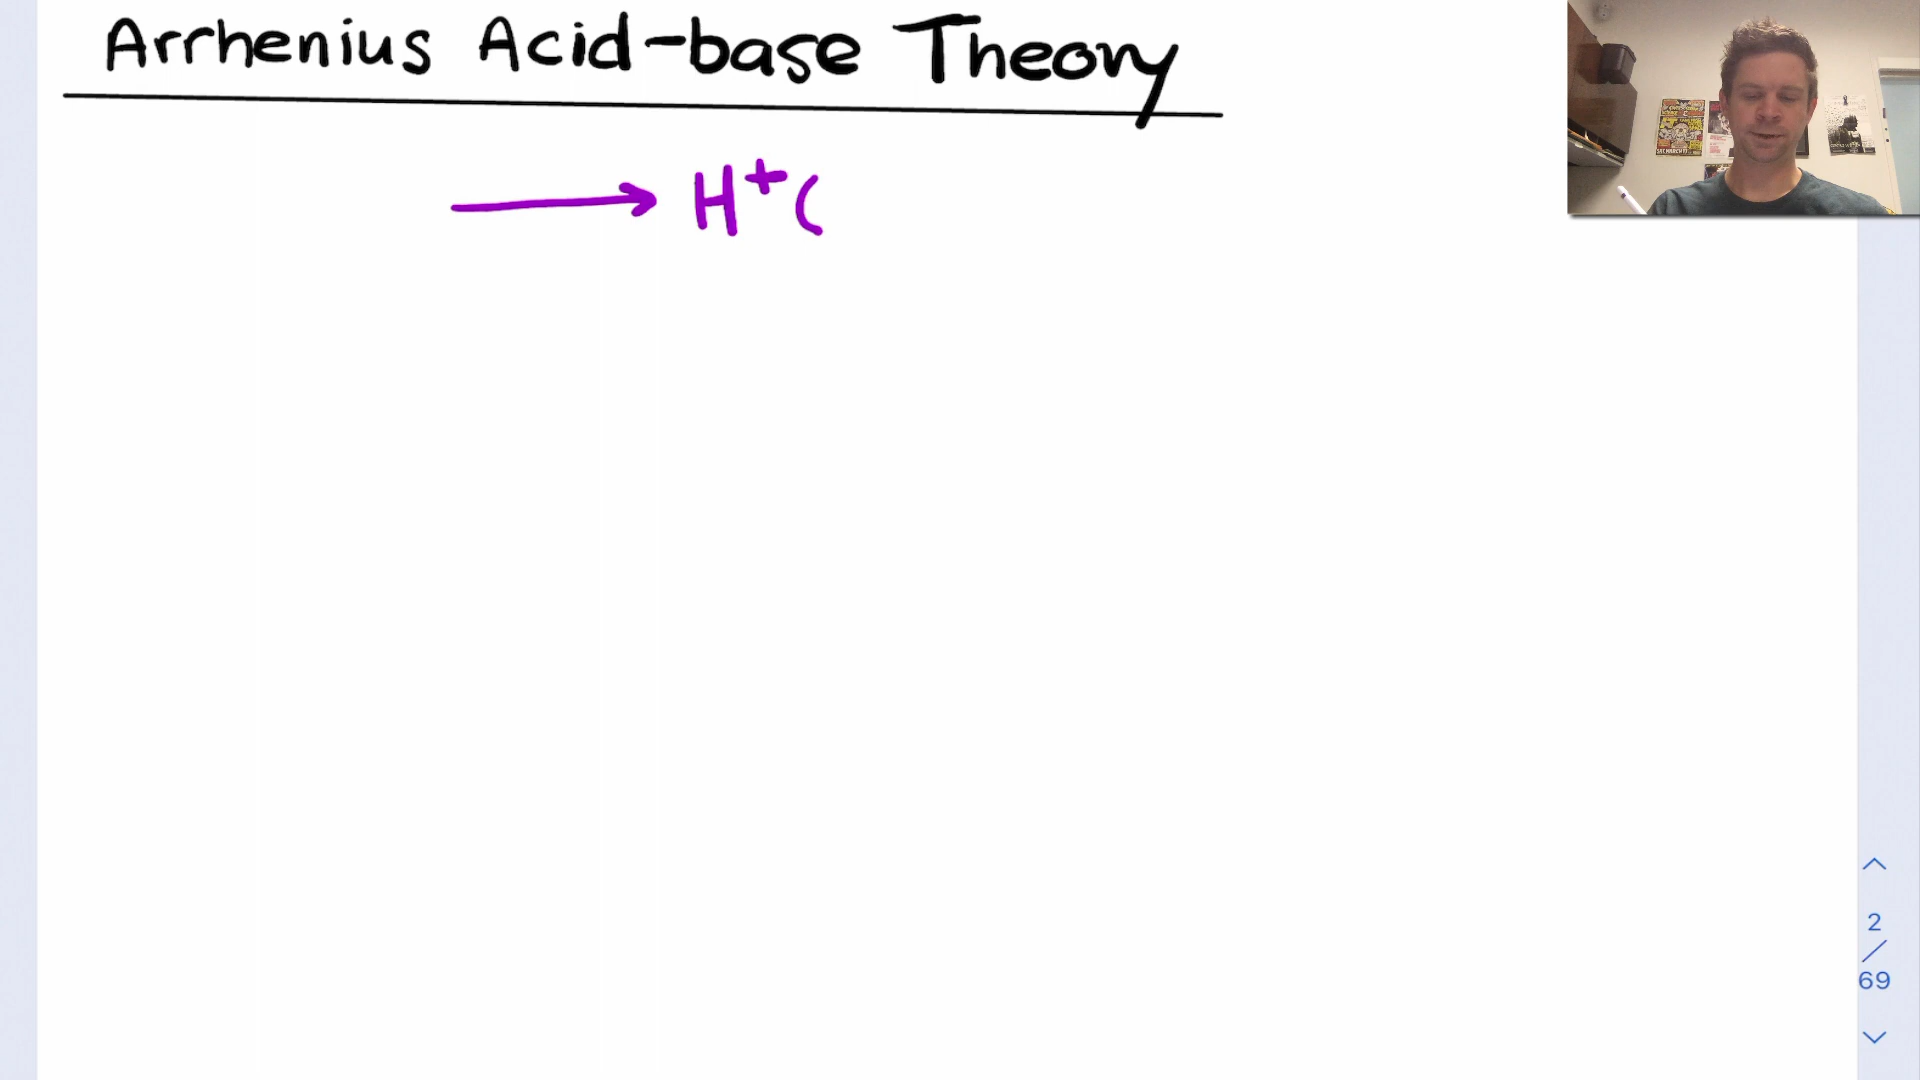 Arrhenius Acid-base Theory
→ H⁺(
2
/
69